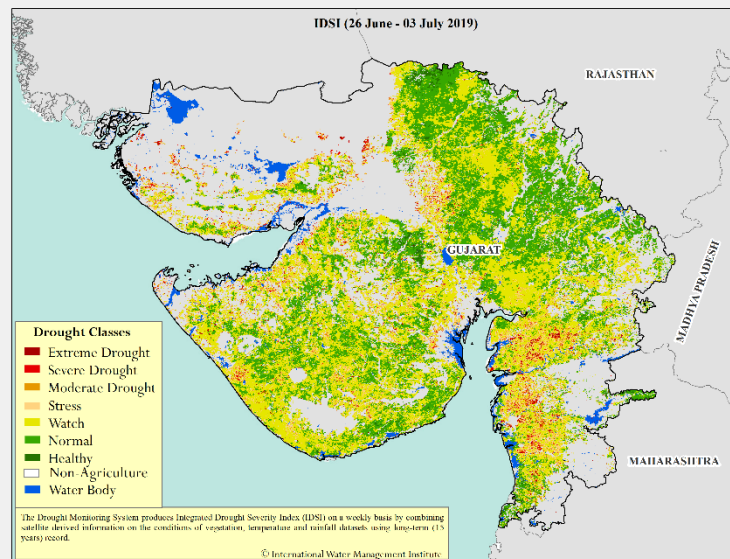 IDSI (26 June - 03 July 2019)
RAJASTHAN
GUJARAT
MADHYA PRADESH
MAHARASHTRA
Drought Classes
Extreme Drought
Severe Drought
Moderate Drought
Stress
Watch
Normal
Healthy
Non-Agriculture
Water Body
The Drought Monitoring System produces Integrated Drought Severity Index (IDSI) on a weekly basis by combining
satellite derived information on the conditions of vegetation, temperature and rainfall datasets using long-term (15
years) record.
© International Water Management Institute